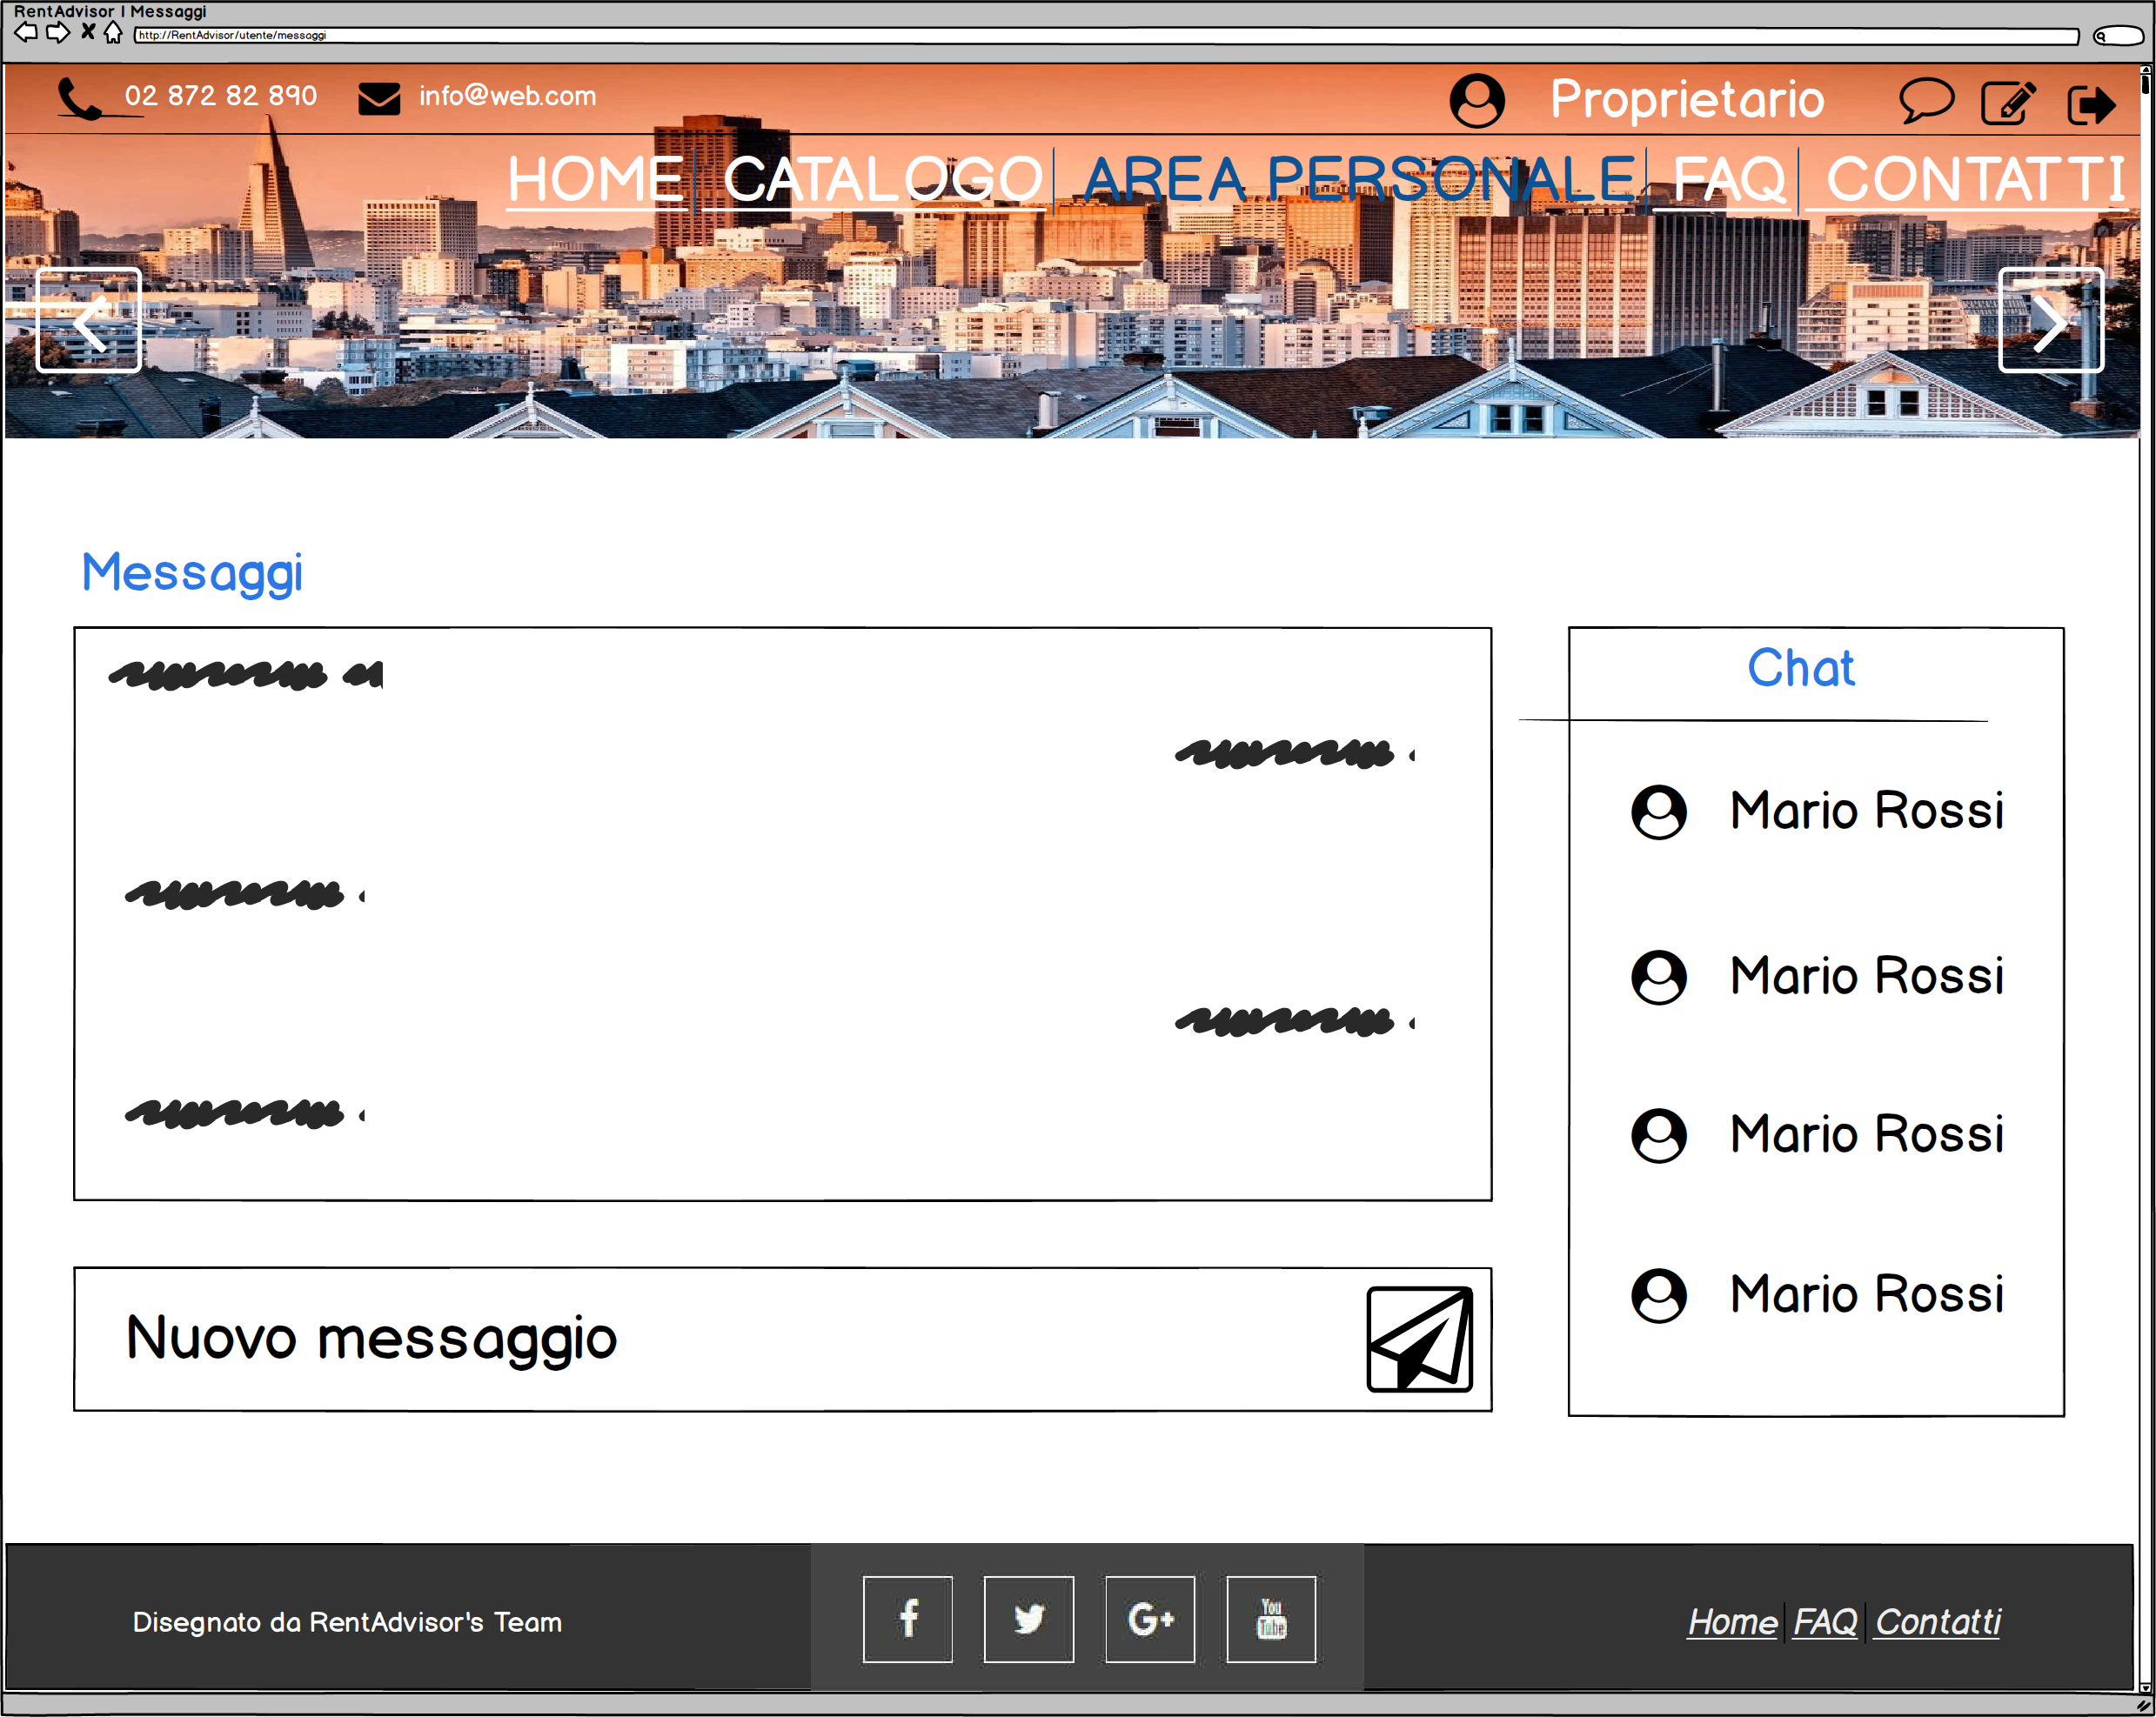 RentAdvisor | Messaggi
http://RentAdvisor/utente/messaggi
02 872 82 890 info@web.com Proprietario
HOME CATALOGO AREA PERSONALE FAQ CONTATTI
Messaggi
Chat
Mario Rossi
Mario Rossi
Mario Rossi
Mario Rossi
Nuovo messaggio
Disegnato da RentAdvisor's Team
f G+ You Tube
Home FAQ Contatti